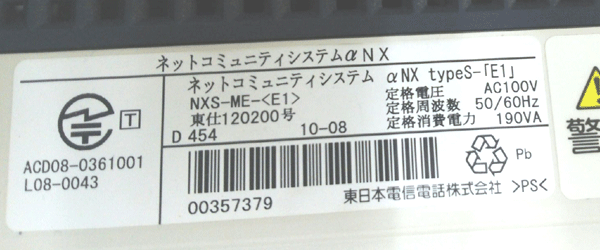 ネットコミュニティシステムαNX
ネットコミュニティシステム αNX typeS-「E1」
NXS-ME-<E1> 定格電圧 AC100V
東仕120200号 定格周波数 50/60Hz
D 454 10-08 定格消費電力 190VA
T
ACD08-0361001
L08-0043
Pb
00357379 東日本電信電話株式会社 >PS<
警